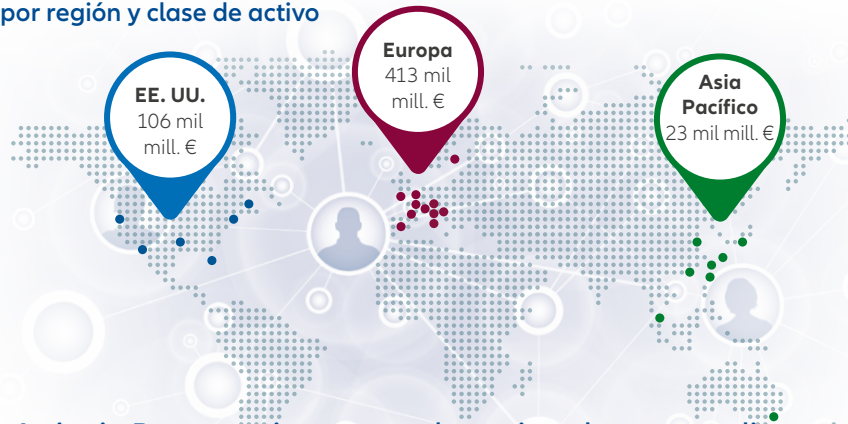 por región y clase de activo
Europa
413 mil
mill. €
EE. UU.
106 mil
mill. €
Asia
Pacífico
23 mil mill. €